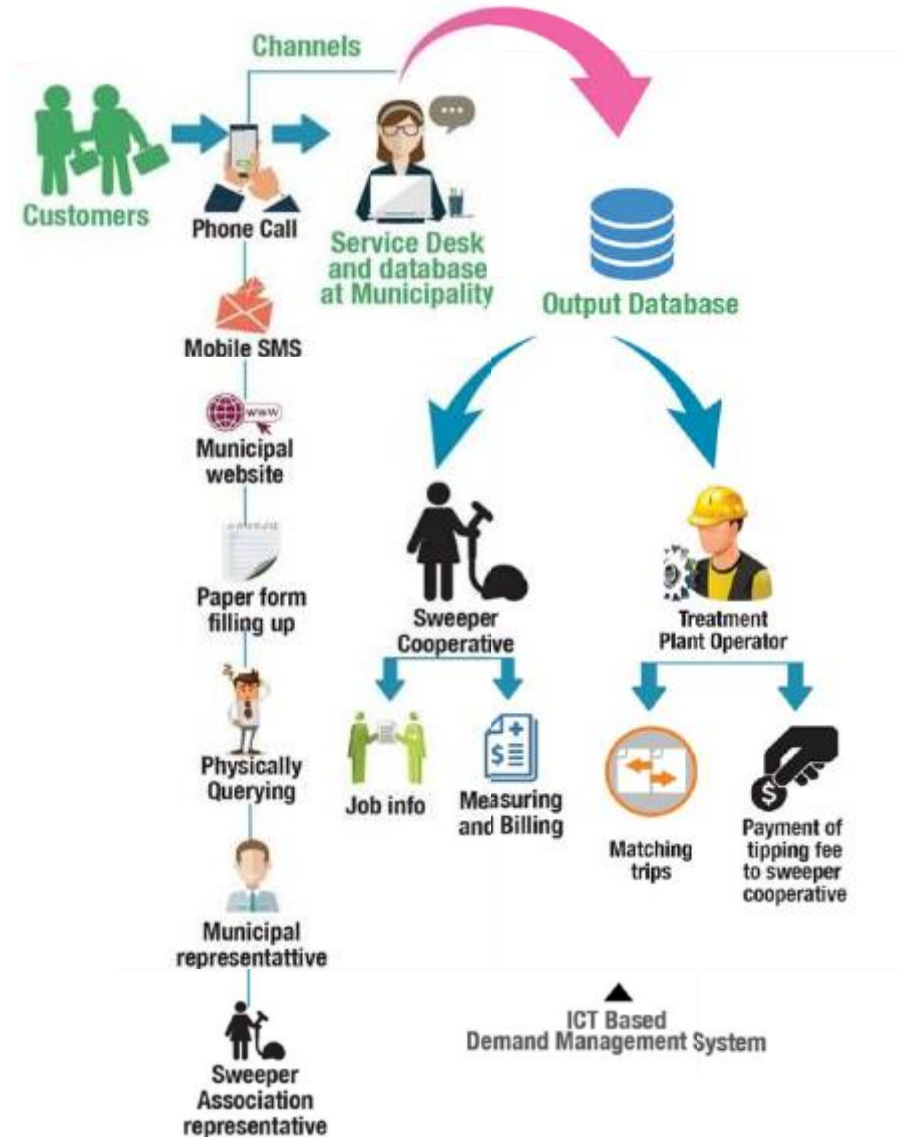 Channels
Customers
Phone Call
Service Desk
and database
at Municipality
Output Database
Mobile SMS
www
Municipal
website
Paper form
filling up
Physically
Querying
Municipal
representattive
Sweeper
Association
representative
Sweeper
Cooperative
Job info
Measuring
and Billing
Treatment
Plant Operator
Matching
trips
Payment of
tipping fee
to sweeper
cooperative
ICT Based
Demand Management System